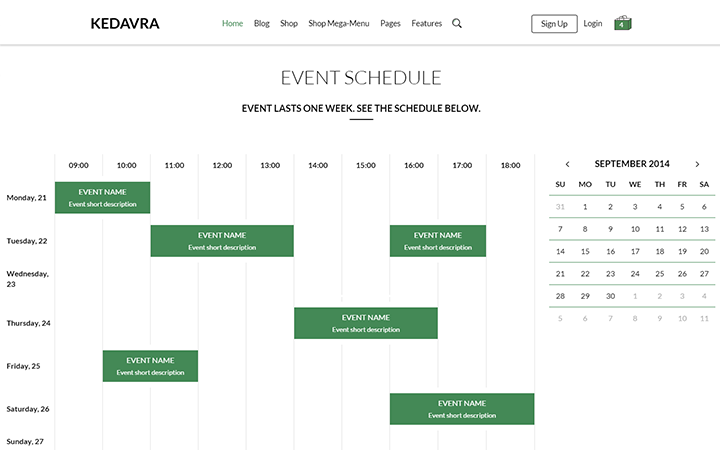 KEDAVRA Home Blog Shop Shop Mega-Menu Pages Features Sign Up Login 4
EVENT SCHEDULE
EVENT LASTS ONE WEEK. SEE THE SCHEDULE BELOW.
09:00 10:00 11:00 12:00 13:00 14:00 15:00 16:00 17:00 18:00
Monday, 21
EVENT NAME
Event short description
Tuesday, 22
EVENT NAME
Event short description
EVENT NAME
Event short description
Wednesday,
23
Thursday, 24
EVENT NAME
Event short description
Friday, 25
EVENT NAME
Event short description
Saturday, 26
EVENT NAME
Event short description
Sunday, 27
SEPTEMBER 2014
SU MO TU WE TH FR SA
31 1 2 3 4 5 6
7 8 9 10 11 12 13
14 15 16 17 18 19 20
21 22 23 24 25 26 27
28 29 30 1 2 3 4
5 6 7 8 9 10 11